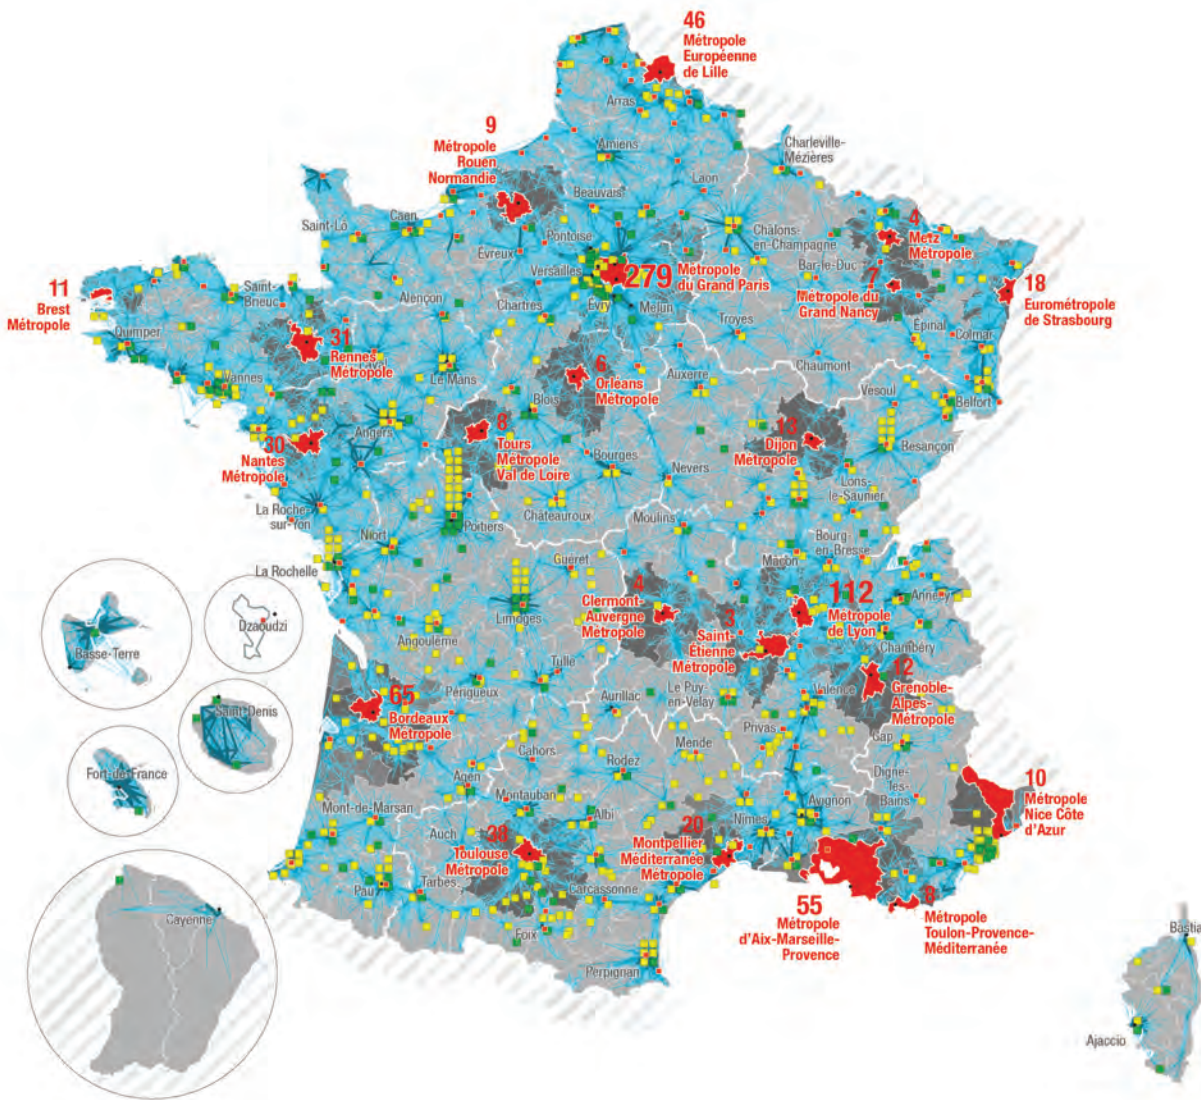 46
Métropole
Européenne
de Lille
Arras
9
Métropole
Rouen
Normandie
Amiens
Charleville-
Mézières
Laon
Beauvais
Saint-Lô
Caen
Évreux
Pontoise
Versailles
279
Métropole
du Grand Paris
Évry
Melun
Châlons-
en-Champagne
4
Metz
Métropole
Bar-le-Duc
7
Métropole du
Grand Nancy
18
Eurométropole
de Strasbourg
11
Brest
Métropole
Saint-
Brieuc
Quimper
Alençon
Chartres
Troyes
Épinal
Colmar
31
Rennes
Métropole
Vannes
Le Mans
6
Orléans
Métropole
Auxerre
Chaumont
Vesoul
Belfort
Blois
30
Nantes
Métropole
Angers
8
Tours
Métropole
Val de Loire
Bourges
Nevers
13
Dijon
Métropole
Besançon
La Roche-
sur-Yon
Niort
Poitiers
Châteauroux
Moulins
Lons-
le-Saunier
Bourg-
en-Bresse
Mâcon
La Rochelle
Guéret
Limoges
Angoulême
4
Clermont-
Auvergne
Métropole
3
Saint-
Étienne
Métropole
112
Métropole
de Lyon
Annecy
Chambéry
Basse-Terre
Dzaoudzi
Saint-Denis
Fort-de-France
Cayenne
65
Bordeaux
Métropole
Périgueux
Tulle
Aurillac
Le Puy-
en-Velay
Valence
12
Grenoble-
Alpes-
Métropole
Privas
Gap
Mende
Cahors
Rodez
Agen
Montauban
Albi
Mont-de-Marsan
Auch
Toulouse
Métropole
20
Montpellier
Méditerranée
Métropole
Nîmes
Avignon
Digne-
les-
Bains
10
Métropole
Nice Côte
d'Azur
Pau
Tarbes
Carcassonne
Foix
Perpignan
55
Métropole
d'Aix-Marseille-
Provence
Métropole
Toulon-Provence-
Méditerranée
Bastia
Ajaccio